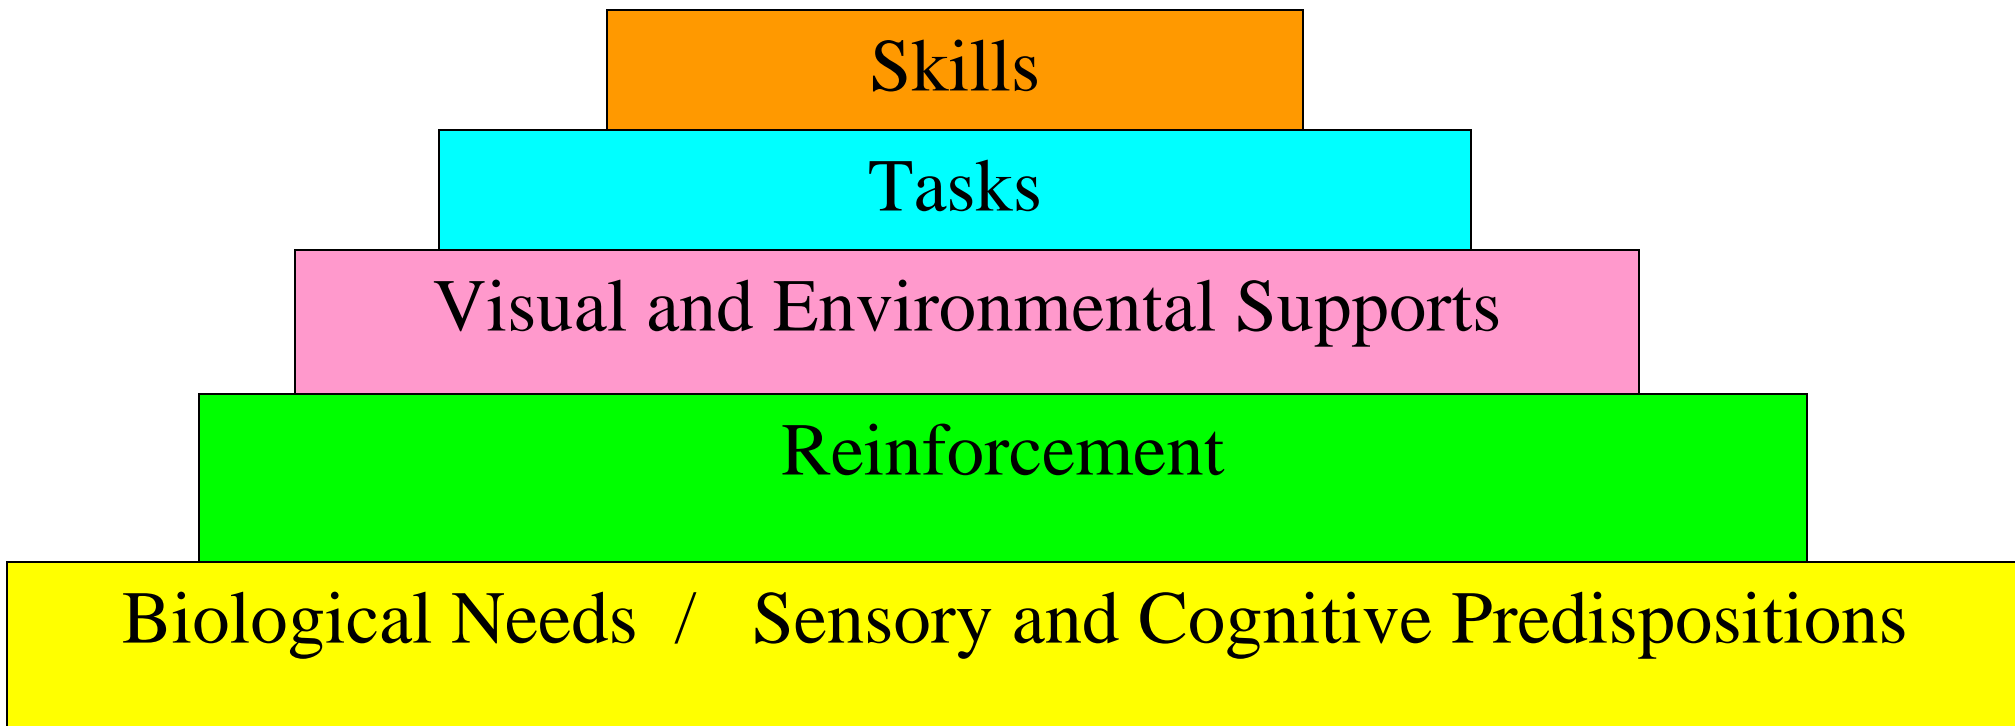 Skills
Tasks
Visual and Environmental Supports
Reinforcement
Biological Needs / Sensory and Cognitive Predispositions